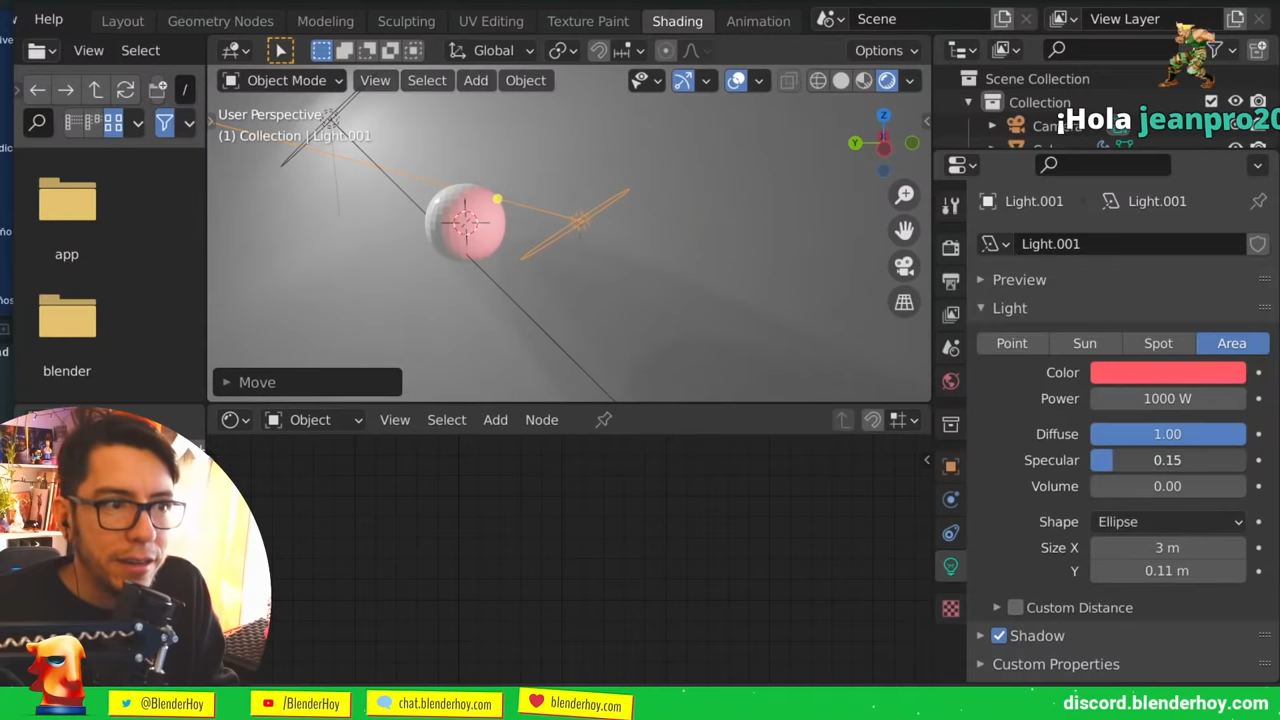 Help
Layout
Geometry Nodes
Modeling
Sculpting
UV Editing
Texture Paint
Shading
Animation
Scene
View Layer
View
Select
Global
Options
Object Mode
View
Select
Add
Object
Scene Collection
Collection
¡Hola jeanpro20
User Perspective
(1) Collection | Light.001
/
app
blender
Light.001
Light.001
Light.001
Preview
Light
Point
Sun
Spot
Area
Color
Power
1000 W
Diffuse
1.00
Specular
0.15
Volume
0.00
Shape
Ellipse
Size X
3 m
Y
0.11 m
Custom Distance
Shadow
Custom Properties
Move
Object
View
Select
Add
Node
Z
Y
@BlenderHoy
/BlenderHoy
chat.blenderhoy.com
blenderhoy.com
discord.blenderhoy.com